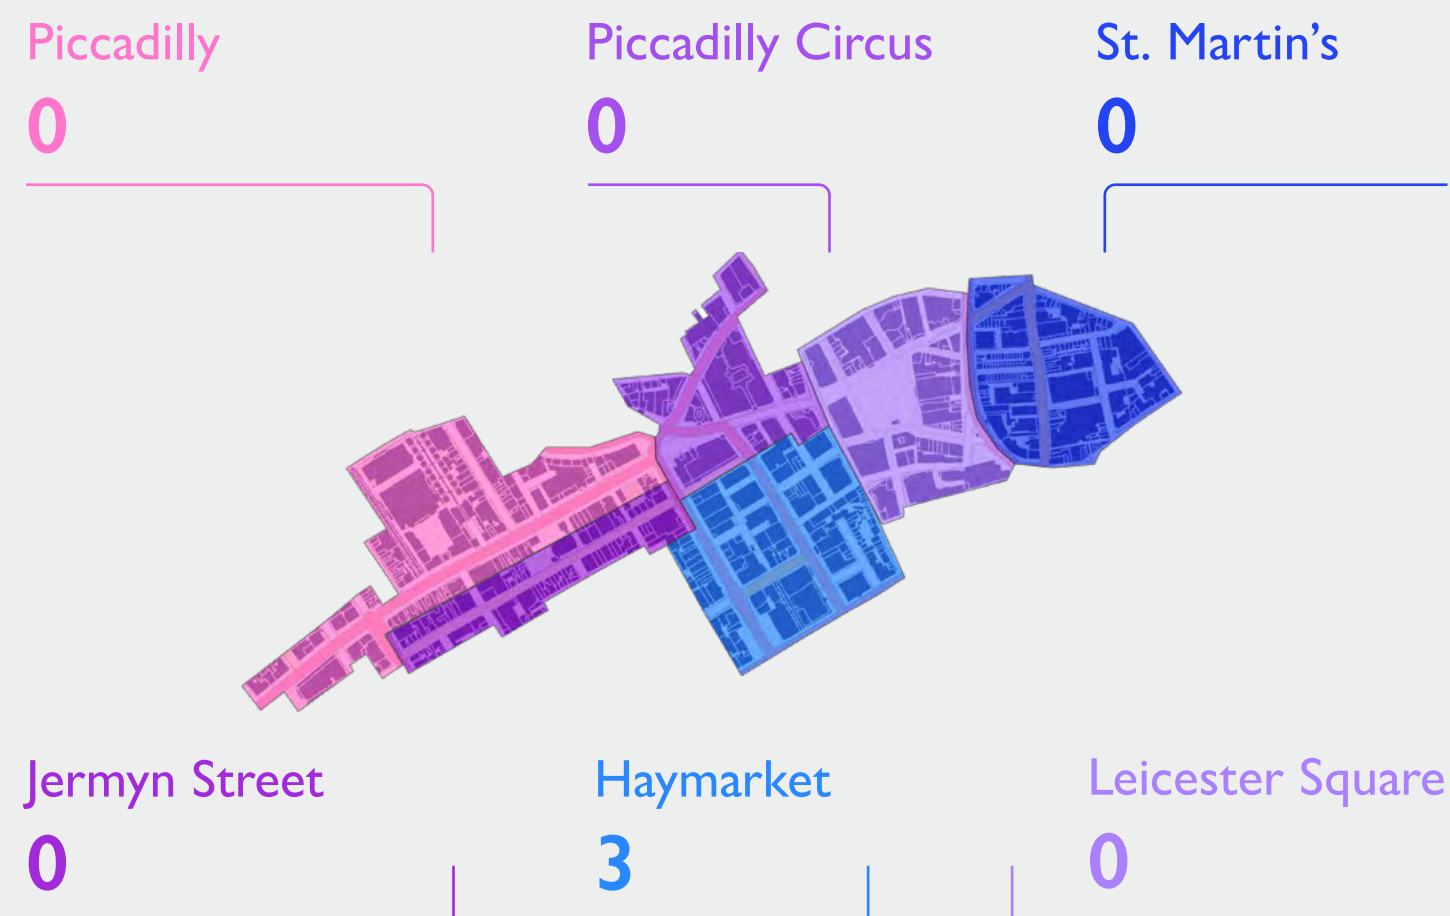 Piccadilly
0
Piccadilly Circus
0
St. Martin’s
0
Jermyn Street
0
Haymarket
3
Leicester Square
0